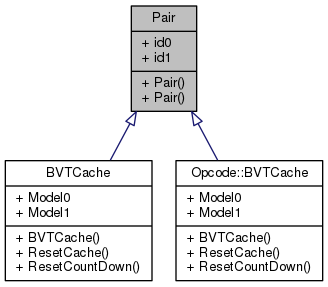 Pair
+ id0
+ id1
+ Pair()
+ Pair()
BVTCache
+ Model0
+ Model1
+ BVTCache()
+ ResetCache()
+ ResetCountDown()
Opcode::BVTCache
+ Model0
+ Model1
+ BVTCache()
+ ResetCache()
+ ResetCountDown()